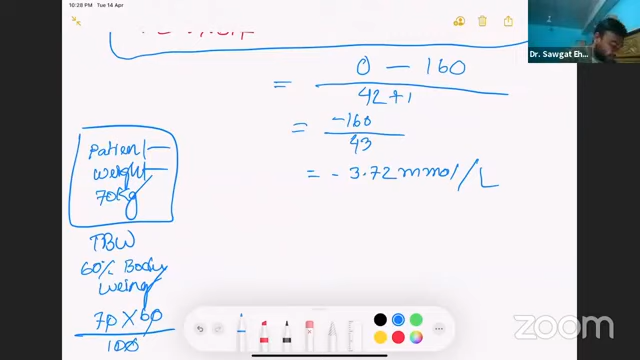 10:28 PM Tue 14 Apr
Dr. Sawgat Eh...
= 0 - 160
42+1
= -160
43
= - 3.72 mmol/L
patient
weight
70kg
TBW
60% Body
weing
70 X 60
100
zoom